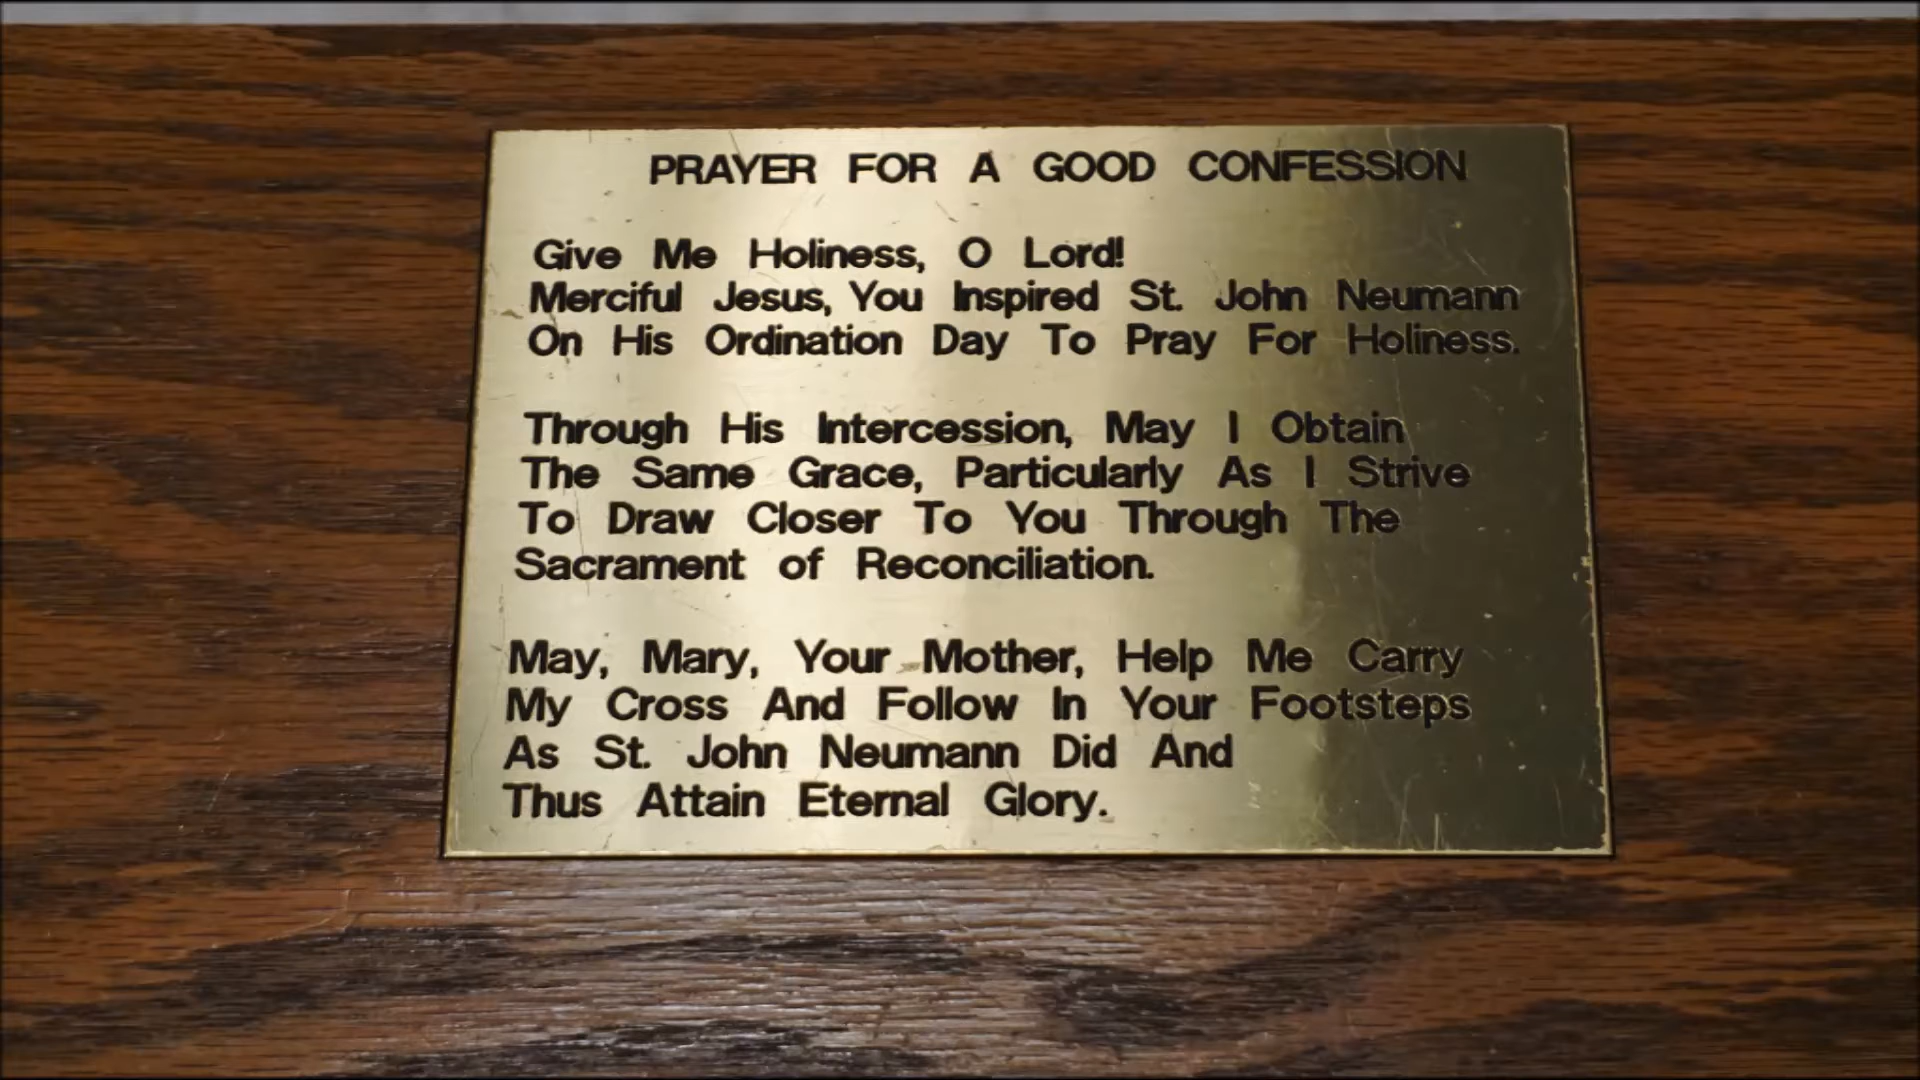 PRAYER FOR A GOOD CONFESSION
Give Me Holiness, O Lord!
Merciful Jesus, You Inspired St. John Neumann
On His Ordination Day To Pray For Holiness.
Through His Intercession, May I Obtain
The Same Grace, Particularly As I Strive
To Draw Closer To You Through The
Sacrament of Reconciliation.
May, Mary, Your Mother, Help Me Carry
My Cross And Follow In Your Footsteps
As St. John Neumann Did And
Thus Attain Eternal Glory.